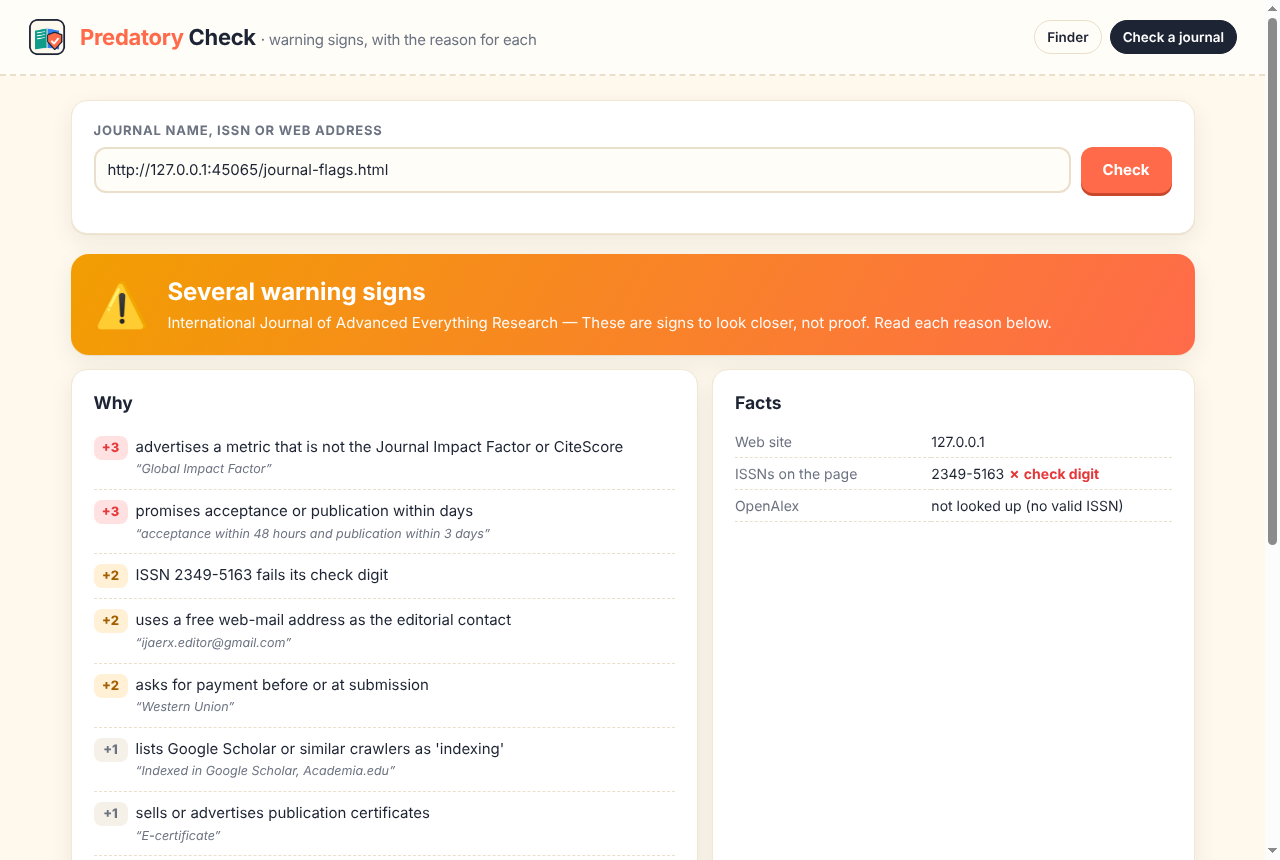 Predatory Check · warning signs, with the reason for each
Finder
Check a journal
JOURNAL NAME, ISSN OR WEB ADDRESS
http://127.0.0.1:45065/journal-flags.html
Check
Several warning signs
International Journal of Advanced Everything Research — These are signs to look closer, not proof. Read each reason below.
Why
+3 advertises a metric that is not the Journal Impact Factor or CiteScore
“Global Impact Factor”
+3 promises acceptance or publication within days
“acceptance within 48 hours and publication within 3 days”
+2 ISSN 2349-5163 fails its check digit
+2 uses a free web-mail address as the editorial contact
“ijaerx.editor@gmail.com”
+2 asks for payment before or at submission
“Western Union”
+1 lists Google Scholar or similar crawlers as 'indexing'
“Indexed in Google Scholar, Academia.edu”
+1 sells or advertises publication certificates
“E-certificate”
Facts
Web site 127.0.0.1
ISSNs on the page 2349-5163 × check digit
OpenAlex not looked up (no valid ISSN)